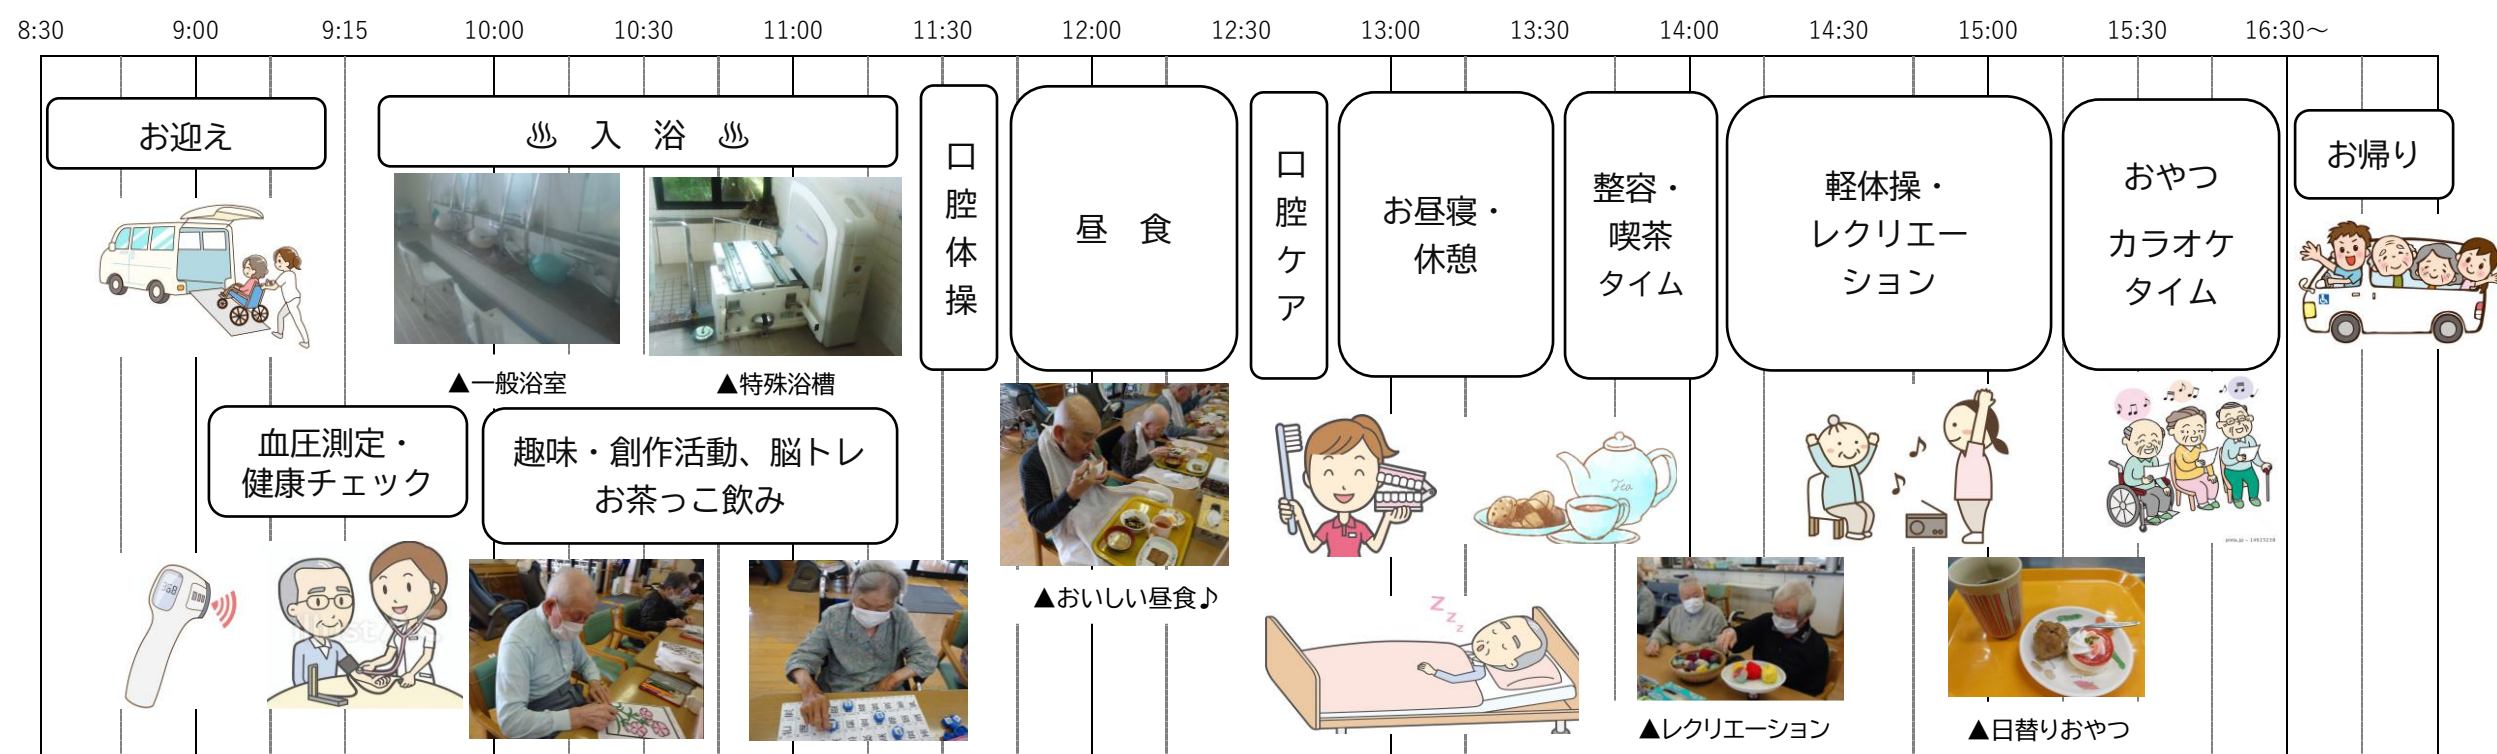 8:30 9:00 9:15 10:00 10:30 11:00 11:30 12:00 12:30 13:00 13:30 14:00 14:30 15:00 15:30 16:30～
お迎え
♨ 入 浴 ♨
口腔体操
昼 食
口腔ケア
お昼寝・
休憩
整容・
喫茶
タイム
軽体操・
レクリエー
ション
おやつ
カラオケ
タイム
お帰り
▲一般浴室
▲特殊浴槽
血圧測定・
健康チェック
趣味・創作活動、脳トレ
お茶っこ飲み
Tea
▲おいしい昼食♪
Zzz
▲レクリエーション
▲日替りおやつ